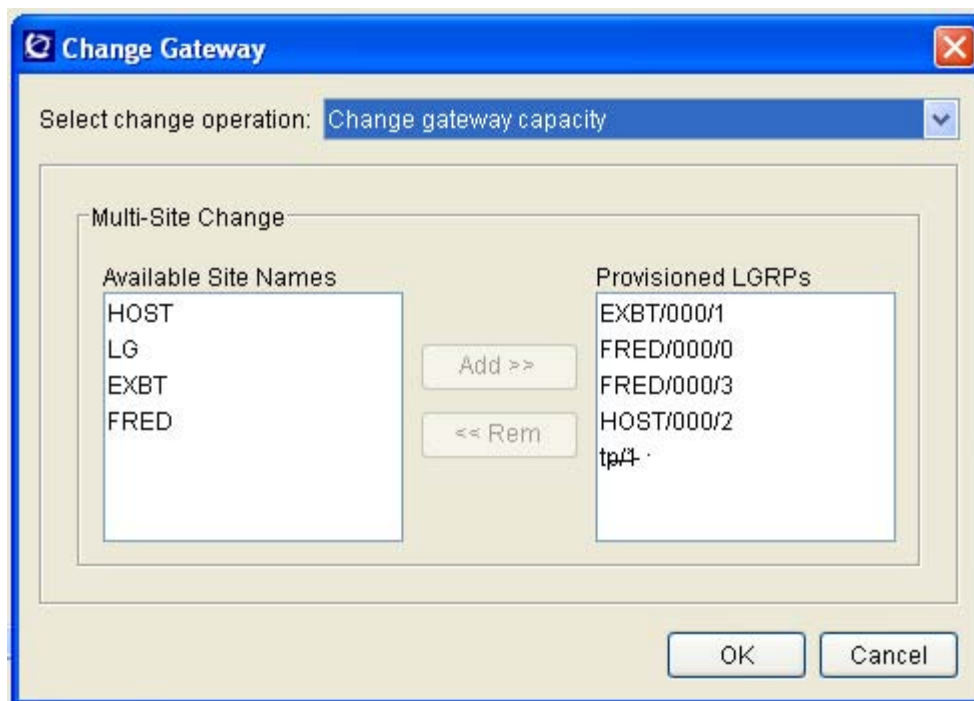 Change Gateway
Select change operation: Change gateway capacity
Multi-Site Change
Available Site Names
HOST
LG
EXBT
FRED
Add >>
<< Rem
Provisioned LGRPs
EXBT/000/1
FRED/000/0
FRED/000/3
HOST/000/2
OK
Cancel